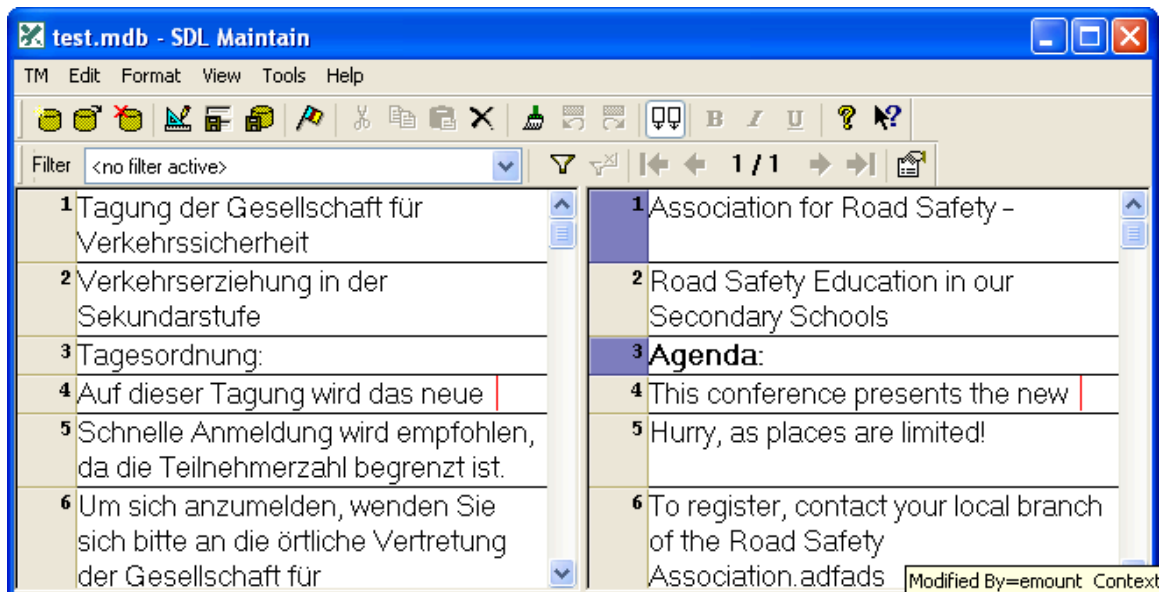 test.mdb - SDL Maintain
TM Edit Format View Tools Help
B I U ? ?
Filter <no filter active> 1 / 1
1 Tagung der Gesellschaft für
Verkehrssicherheit
2 Verkehrserziehung in der
Sekundarstufe
3 Tagesordnung:
4 Auf dieser Tagung wird das neue
5 Schnelle Anmeldung wird empfohlen,
da die Teilnehmerzahl begrenzt ist.
6 Um sich anzumelden, wenden Sie
sich bitte an die örtliche Vertretung
der Gesellschaft für
1 Association for Road Safety –
2 Road Safety Education in our
Secondary Schools
3 Agenda:
4 This conference presents the new
5 Hurry, as places are limited!
6 To register, contact your local branch
of the Road Safety
Association.adfads
Modified By=emount Context